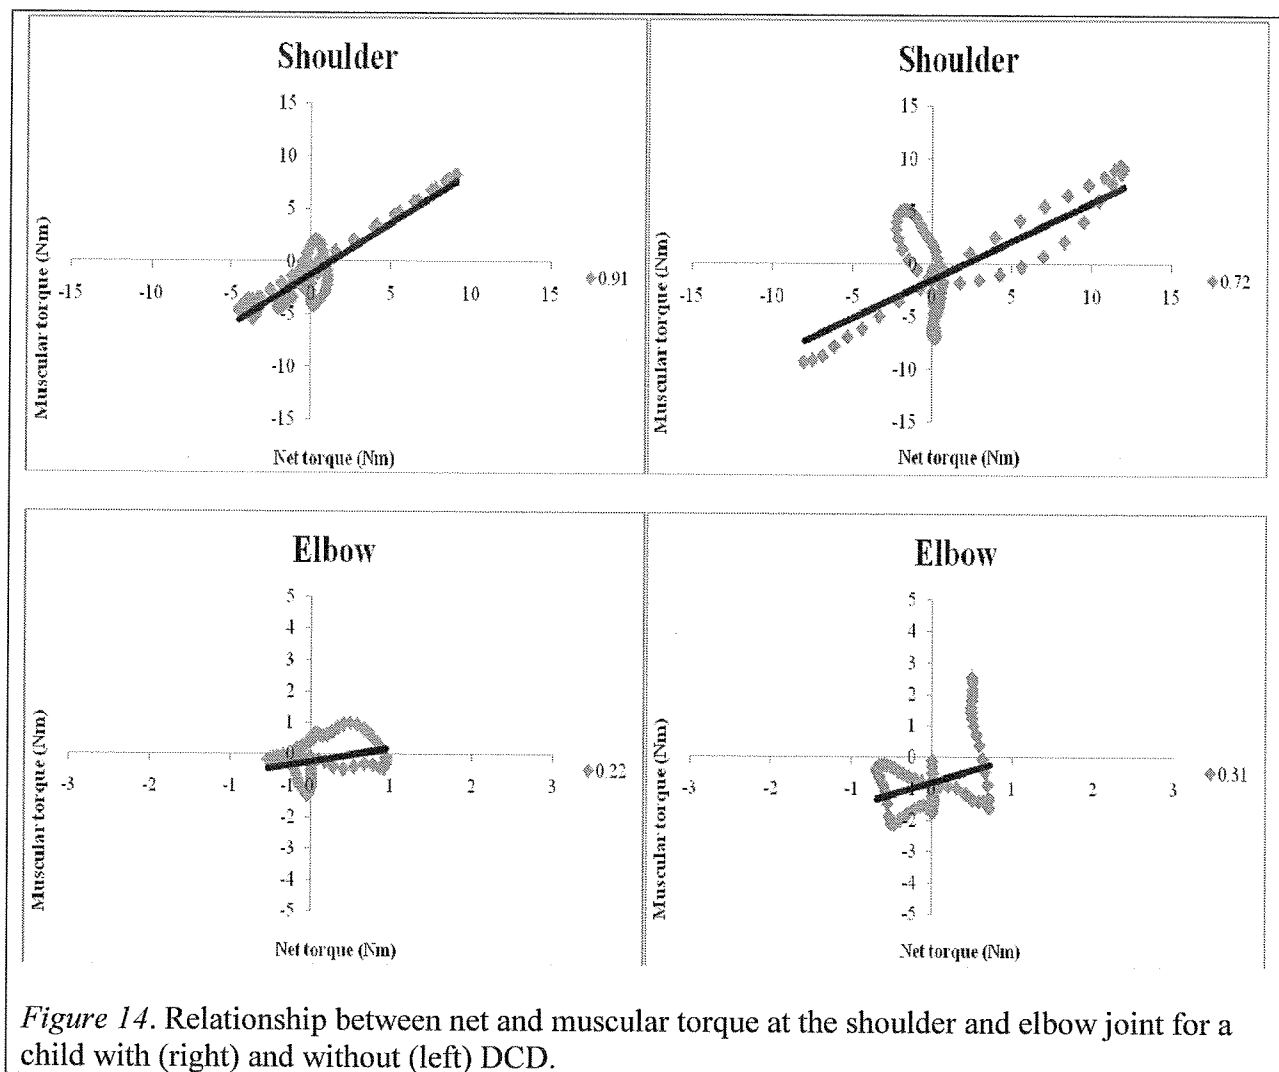 Shoulder
15
10
5
0
-5
-10
-15
-15 -10 -5 0 5 10 15
Muscular torque (Nm)
Net torque (Nm)
0.91
Shoulder
15
10
5
0
-5
-10
-15
-15 -10 -5 0 5 10 15
Muscular torque (Nm)
Net torque (Nm)
0.72
Elbow
5
4
3
2
1
0
-1
-2
-3
-4
-5
-3 -2 -1 0 1 2 3
Muscular torque (Nm)
Net torque (Nm)
0.22
Elbow
5
4
3
2
1
0
-1
-2
-3
-4
-5
-3 -2 -1 0 1 2 3
Muscular torque (Nm)
Net torque (Nm)
0.31
Figure 14. Relationship between net and muscular torque at the shoulder and elbow joint for a
child with (right) and without (left) DCD.